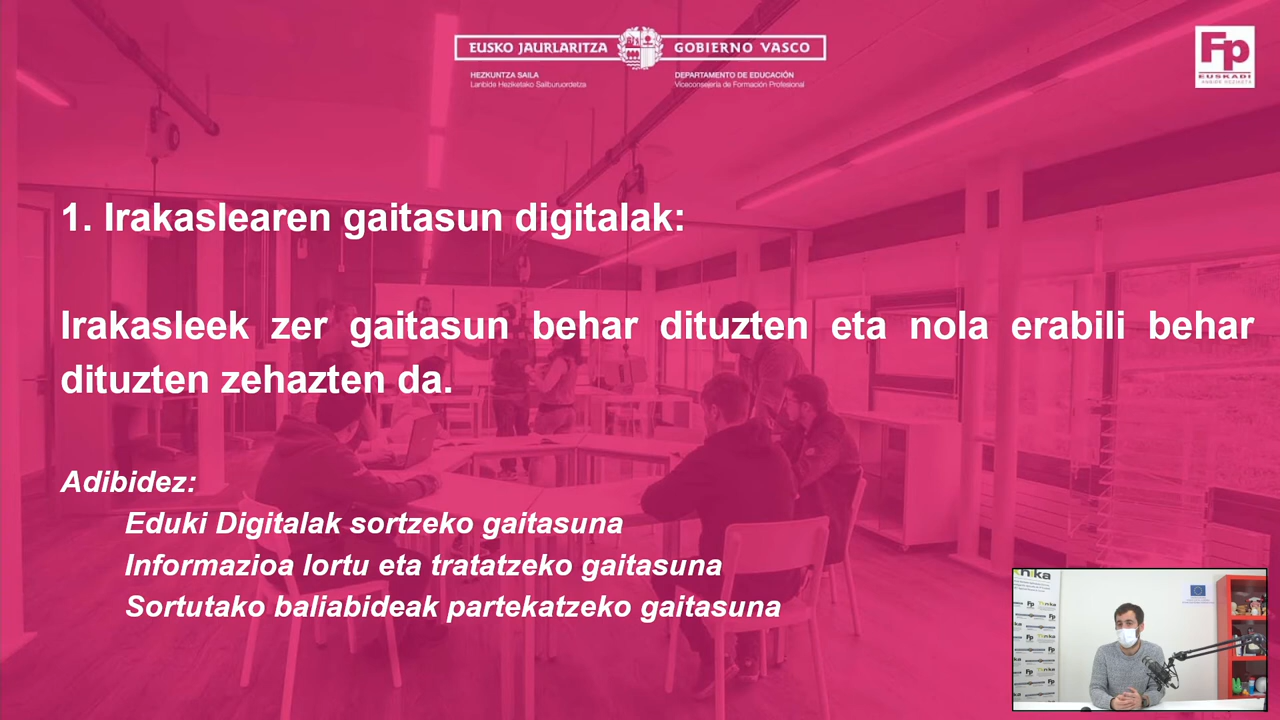 EUSKO JAURLARITZA
GOBIERNO VASCO
HEZKUNTZA SAILA
Lanbide Heziketako Sailburuordetza
DEPARTAMENTO DE EDUCACIÓN
Viceconsejería de Formación Profesional
Fp
EUSKADI
1. Irakaslearen gaitasun digitalak:
Irakasleek zer gaitasun behar dituzten eta nola erabili behar
dituzten zehazten da.
Adibidez:
Eduki Digitalak sortzeko gaitasuna
Informazioa lortu eta tratatzeko gaitasuna
Sortutako baliabideak partekatzeko gaitasuna